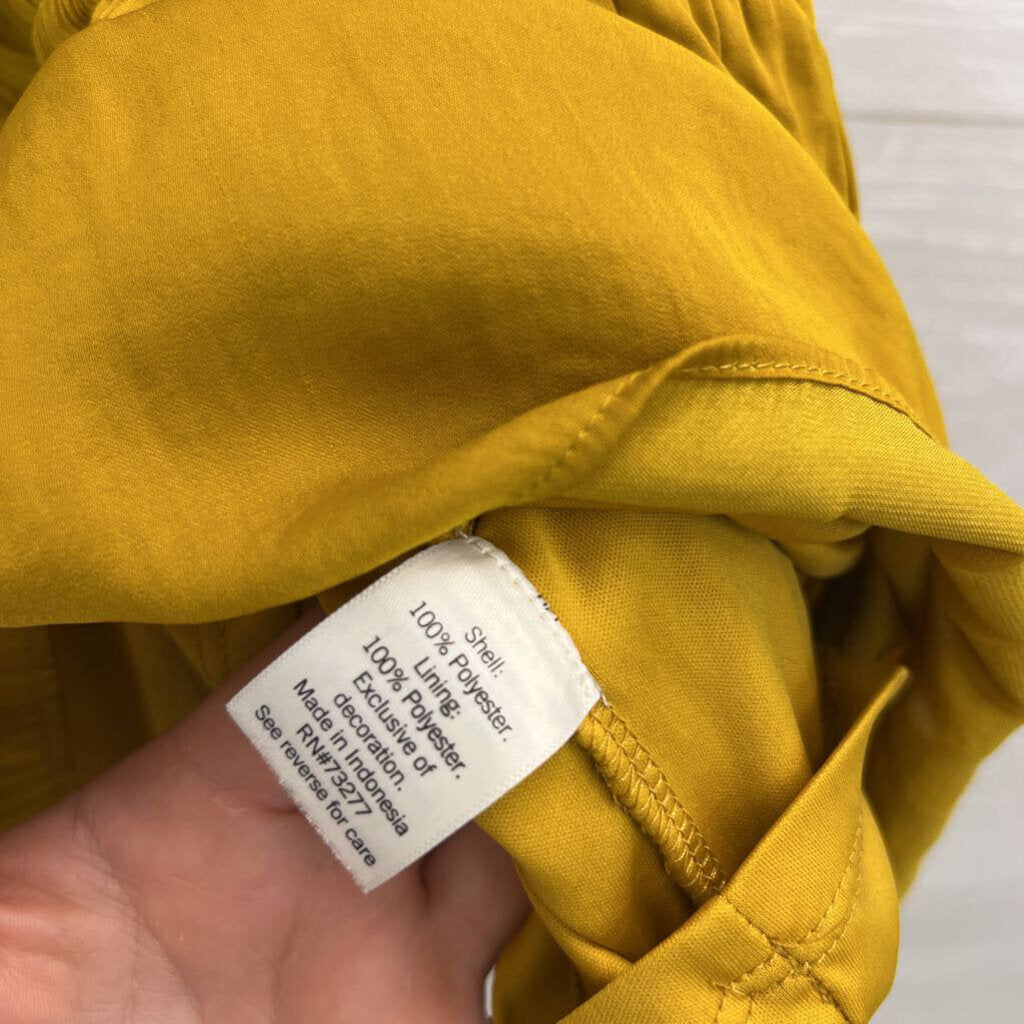 Shell:
100% Polyester.
Lining:
100% Polyester.
Exclusive of
decoration.
Made in Indonesia
RN#73277
See reverse for care